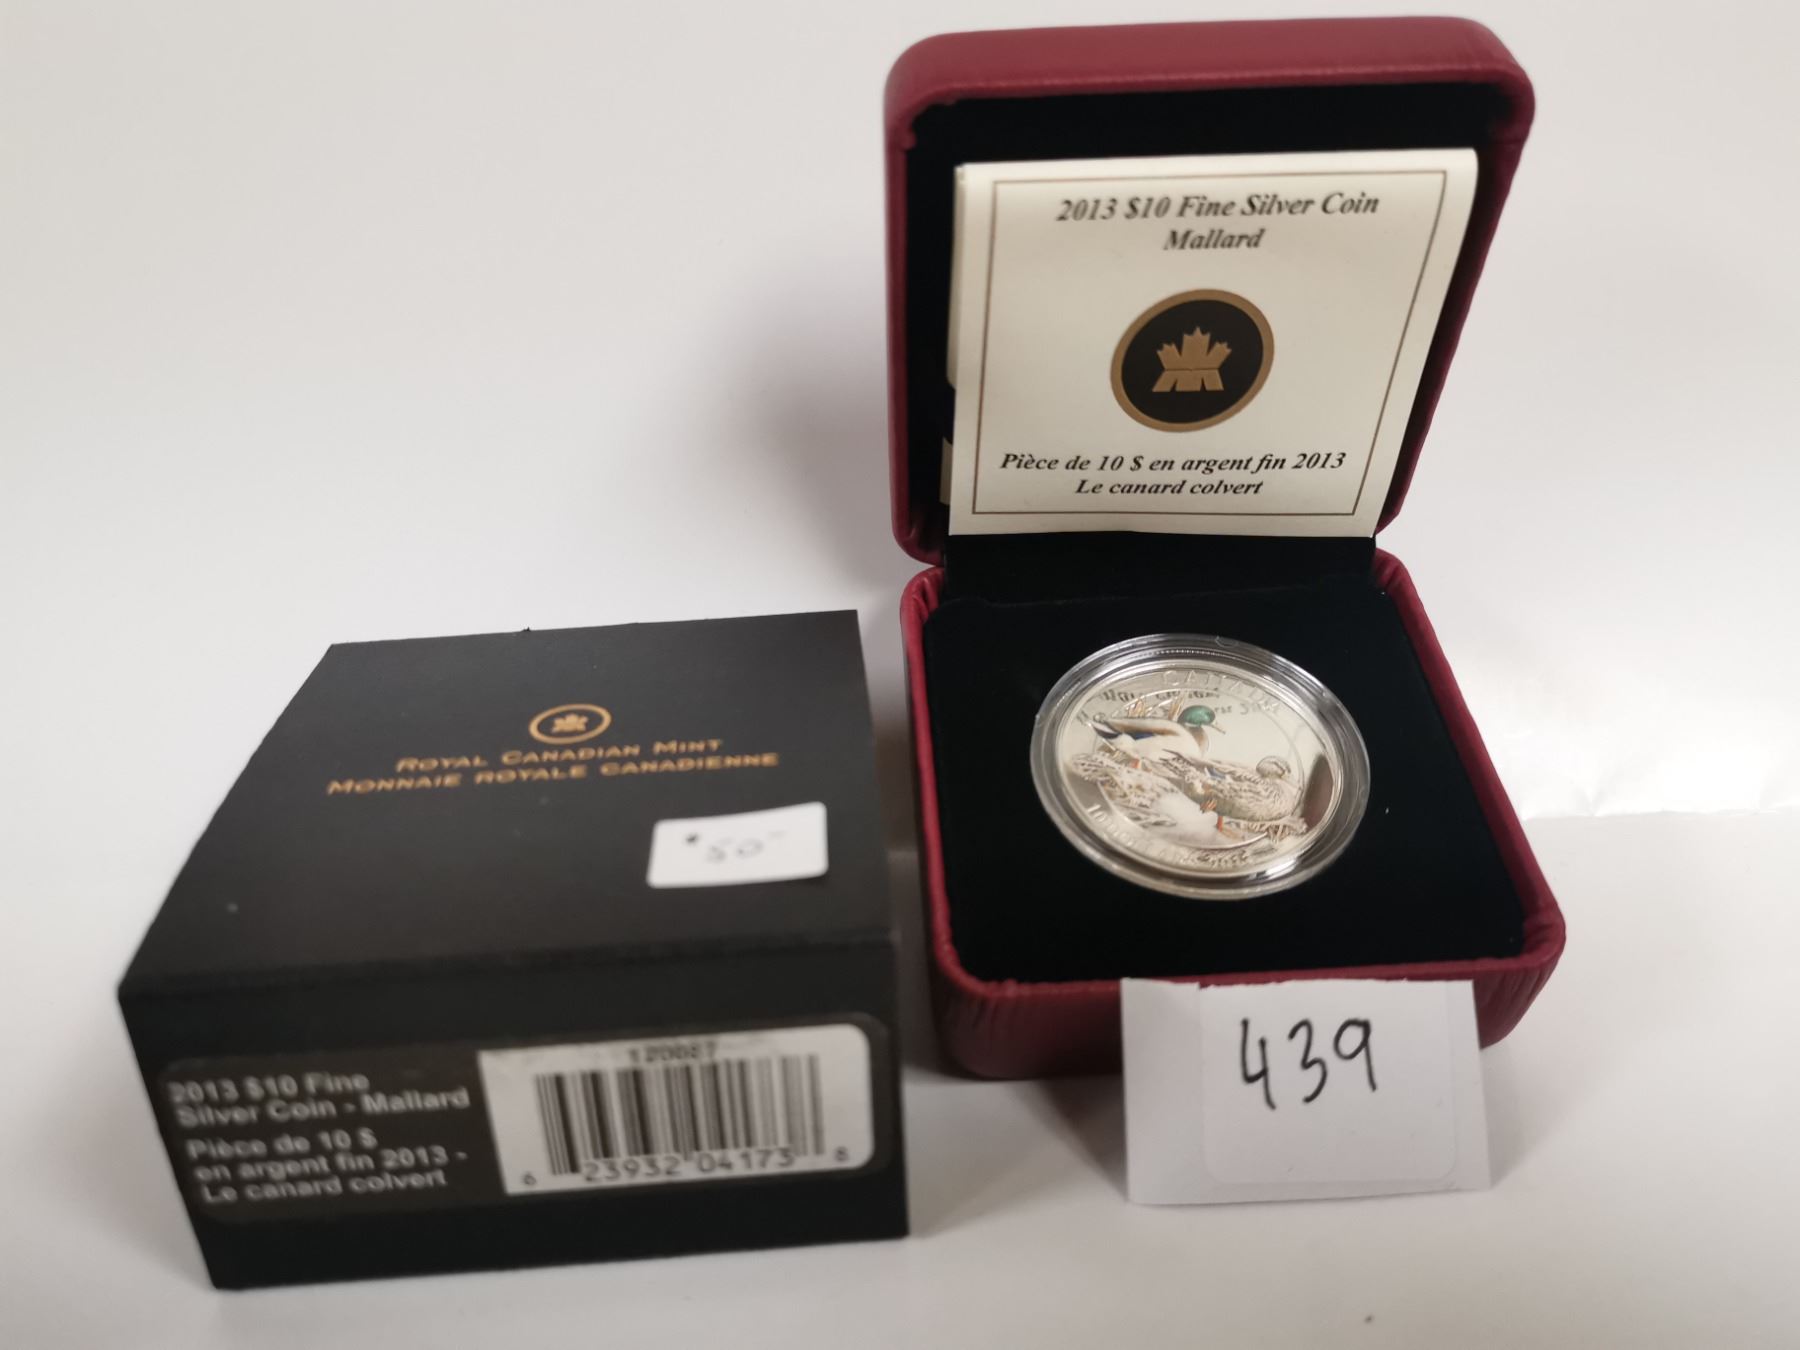 2013 $10 Fine Silver Coin
Mallard
Pièce de 10 $ en argent fin 2013
Le canard colvert
ROYAL CANADIAN MINT
MONNAIE ROYALE CANADIENNE
$50
CANADA
2013 $10 Fine
Silver Coin - Mallard
Pièce de 10 $
en argent fin 2013 -
Le canard colvert
120087
6 23932 04173 8
439